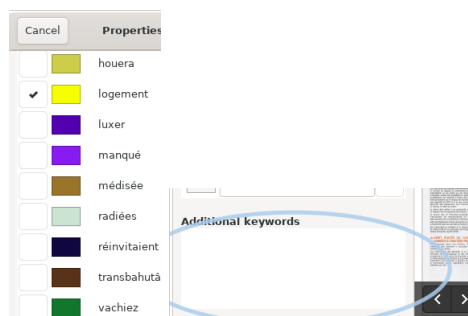 Cancel
Properties
houera
logement
luxer
manqué
médisée
radiées
réinvitaient
transbahutâ
vachiez
Additional keywords